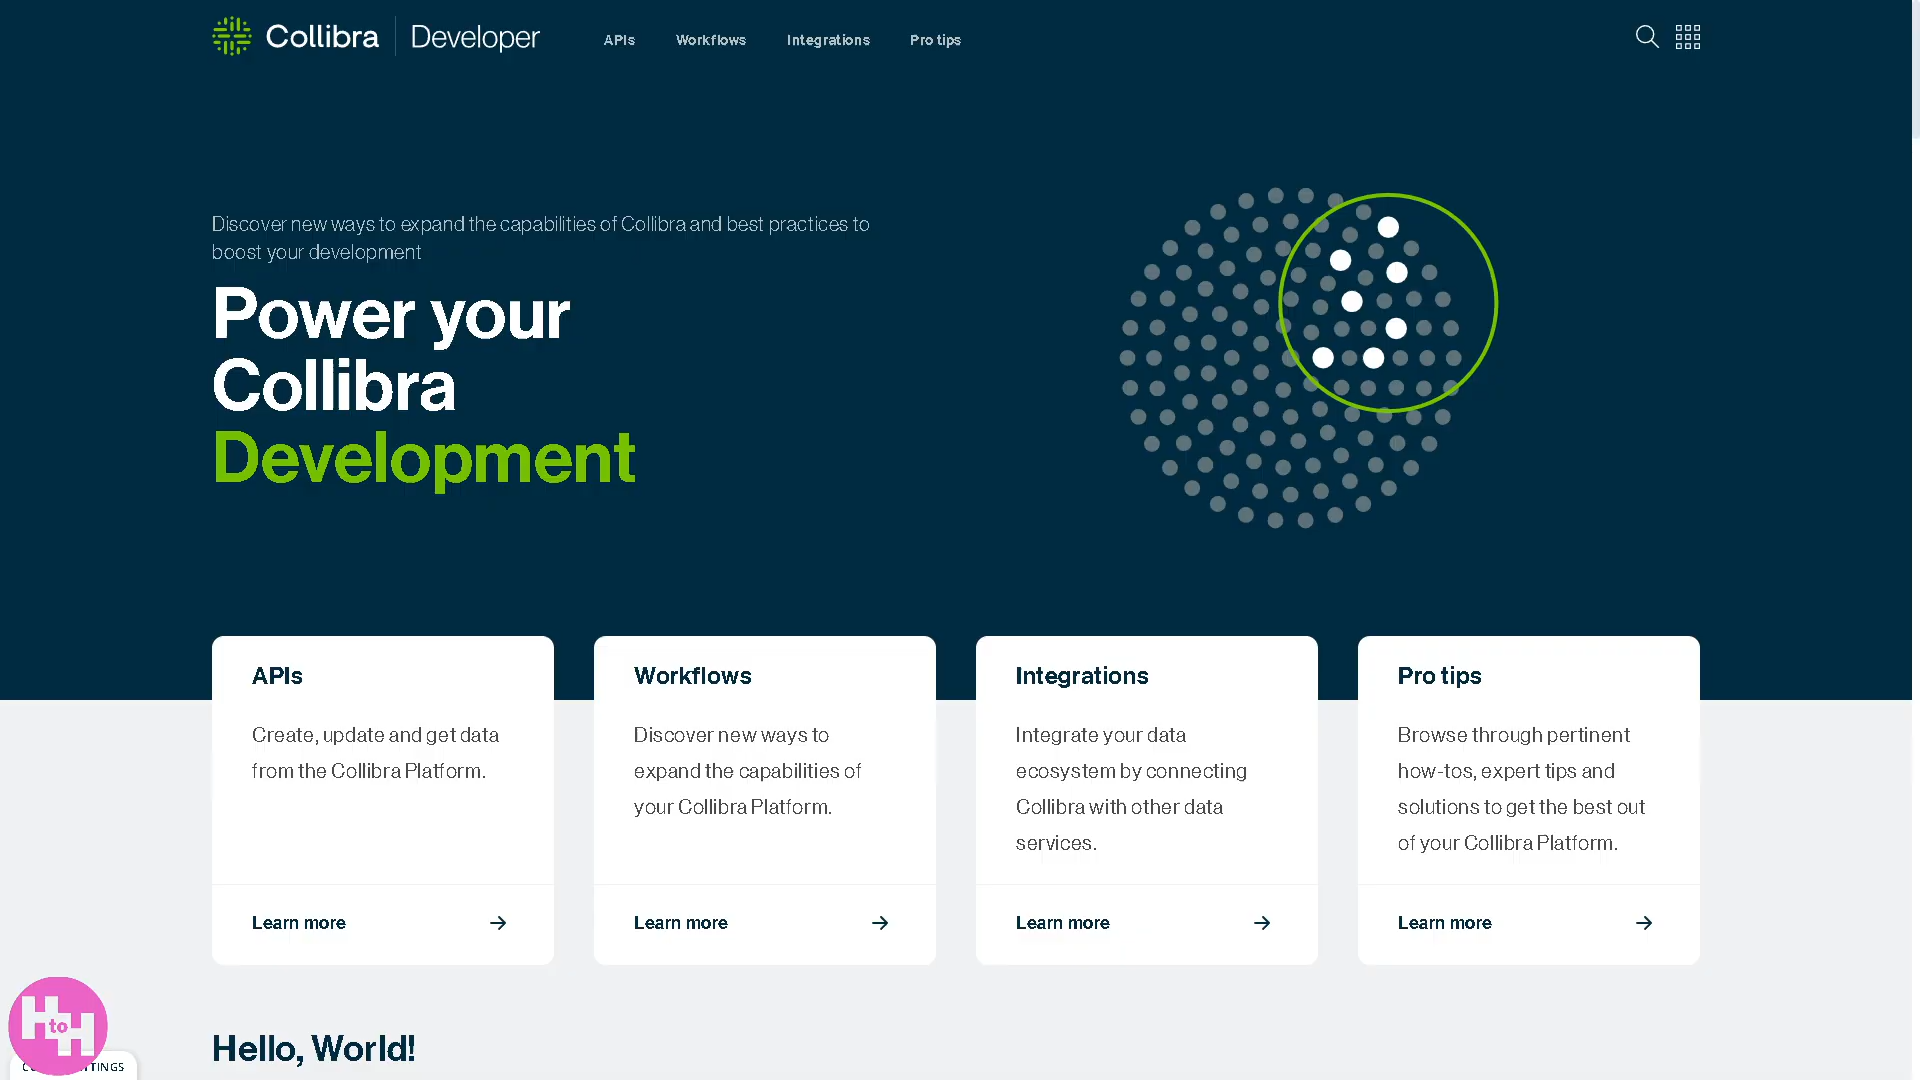 Collibra Developer APIs Workflows Integrations Pro tips
Discover new ways to expand the capabilities of Collibra and best practices to
boost your development
Power your
Collibra
Development
APIs
Create, update and get data
from the Collibra Platform.
Learn more
Workflows
Discover new ways to
expand the capabilities of
your Collibra Platform.
Learn more
Integrations
Integrate your data
ecosystem by connecting
Collibra with other data
services.
Learn more
Pro tips
Browse through pertinent
how-tos, expert tips and
solutions to get the best out
of your Collibra Platform.
Learn more
Hello, World!
H to H